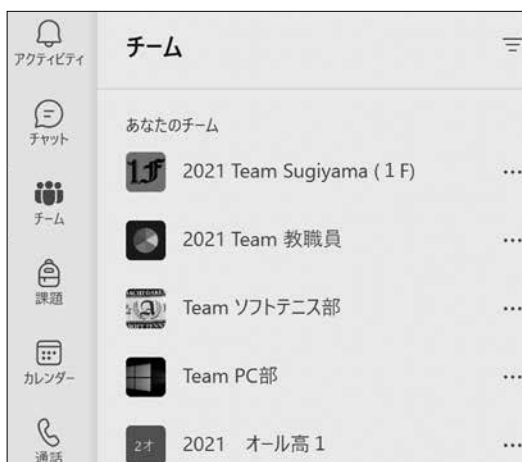 アクティビティ
チャット
チーム
課題
カレンダー
通話
チーム
あなたのチーム
1F
2021 Team Sugiyama (１F)
2021 Team 教職員
Team ソフトテニス部
Team PC部
2オ
2021　オール高１